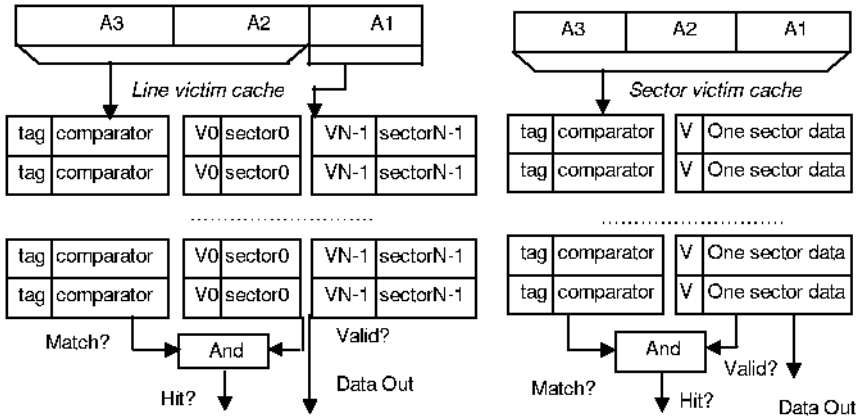 A3 A2 A1
Line victim cache
tag comparator V0 sector0 VN-1 sectorN-1
tag comparator V0 sector0 VN-1 sectorN-1
.............................
tag comparator V0 sector0 VN-1 sectorN-1
tag comparator V0 sector0 VN-1 sectorN-1
Match? And Valid?
Hit? Data Out
A3 A2 A1
Sector victim cache
tag comparator V One sector data
tag comparator V One sector data
.............................
tag comparator V One sector data
tag comparator V One sector data
And
Match? Hit? Valid?
Data Out